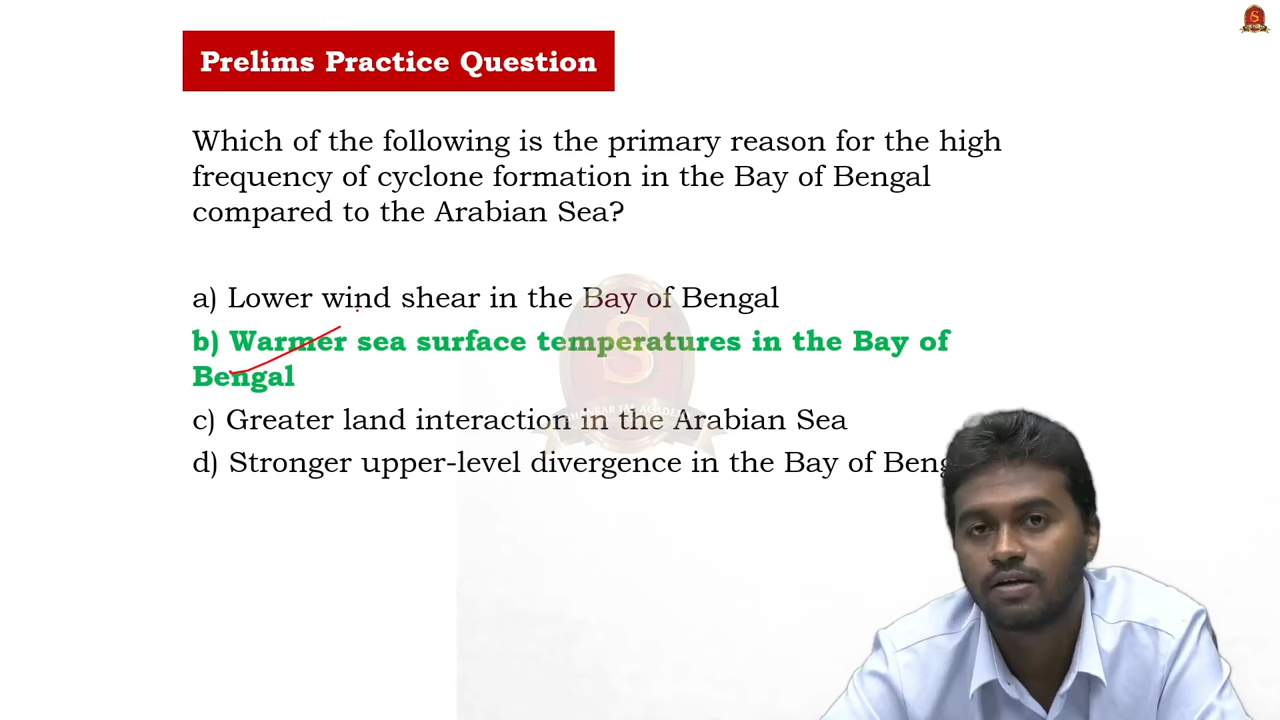 Prelims Practice Question
Which of the following is the primary reason for the high
frequency of cyclone formation in the Bay of Bengal
compared to the Arabian Sea?
a) Lower wind shear in the Bay of Bengal
b) Warmer sea surface temperatures in the Bay of
Bengal
c) Greater land interaction in the Arabian Sea
d) Stronger upper-level divergence in the Bay of Beng
S